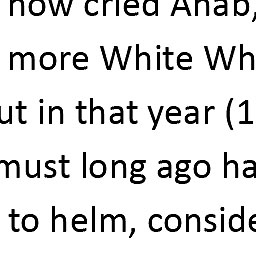 now cried Ahab,
more White Wh
ut in that year (1
must long ago ha
to helm, conside